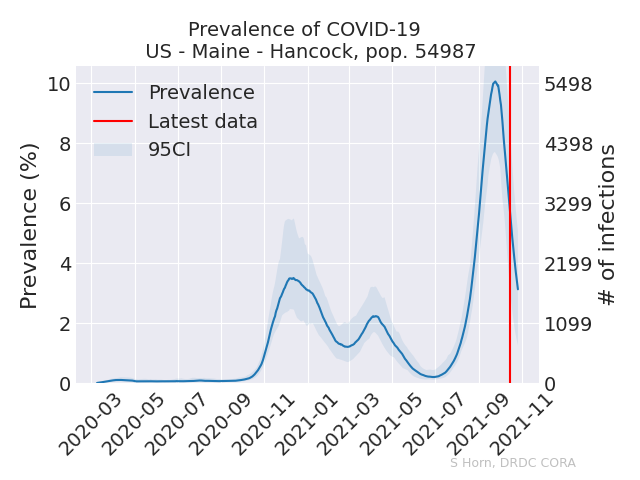 Prevalence of COVID-19
US - Maine - Hancock, pop. 54987
Prevalence
Latest data
95CI
Prevalence (%)
10
8
6
4
2
0
5498
4398
3299
2199
1099
0
# of infections
2020-03
2020-05
2020-07
2020-09
2020-11
2021-01
2021-03
2021-05
2021-07
2021-09
2021-11
S Horn, DRDC CORA